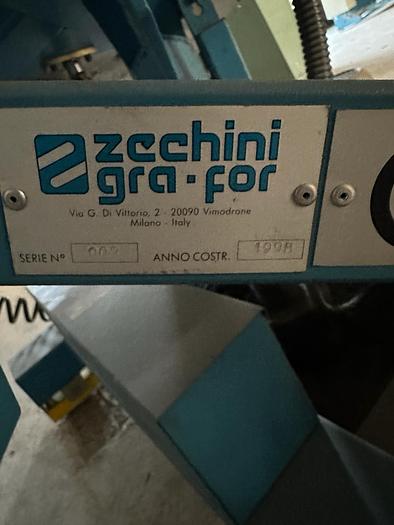 zechini
gra·for
Via G. Di Vittorio, 2 - 20090 Vimodrone
Milano - Italy
SERIE N° ANNO COSTR. 1998